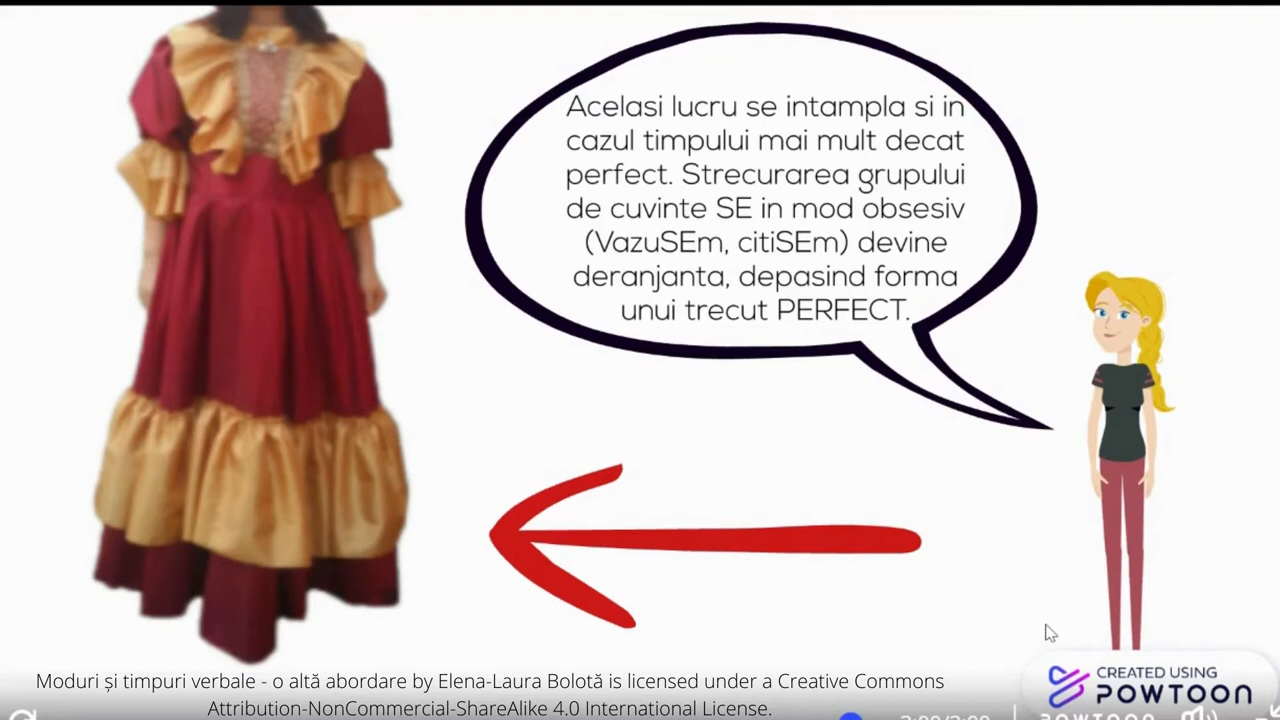 Acelasi lucru se intampla si in
cazul timpului mai mult decat
perfect. Strecurarea grupului
de cuvinte SE in mod obsesiv
(VazuSEm, citiSEm) devine
deranjanta, depasind forma
unui trecut PERFECT.
Moduri și timpuri verbale - o altă abordare by Elena-Laura Bolotă is licensed under a Creative Commons
Attribution-NonCommercial-ShareAlike 4.0 International License.
CREATED USING
POWTOON